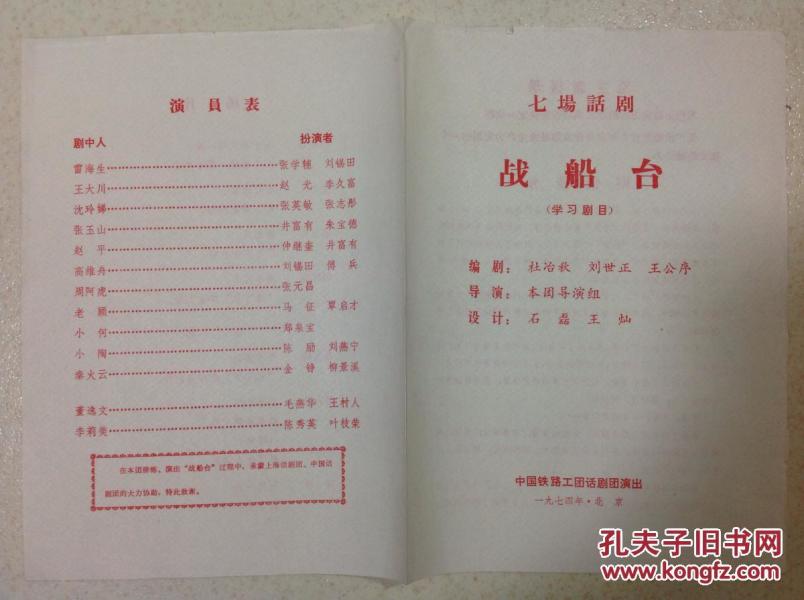 演员表
剧中人 扮演者
雷海生 张学穗 刘锡田
王大川 赵光 李久富
沈玲娣 张英敏 张志彤
张玉山 井富有 朱宝德
赵平 仲继奎 井富有
高维舟 刘锡田 傅兵
周阿虎 张元昌
老顾 马征 覃启才
小何 郑泉宝
小陶 陈励 刘燕宁
秦火云 金铮 柳景溪
董逸文 毛燕华 王村人
李莉英 陈秀英 叶枝荣
在本团排练、演出“战船台”过程中，承蒙上海话剧团、中国话
剧团的大力协助，特此致谢。
七場話剧
战船台
(学习剧目)
编剧：杜冶秋 刘世正 王公序
导演：本团导演组
设计：石磊 王灿
中国铁路工团话剧团演出
一九七四年·北京
孔夫子旧书网
www.kongfz.com